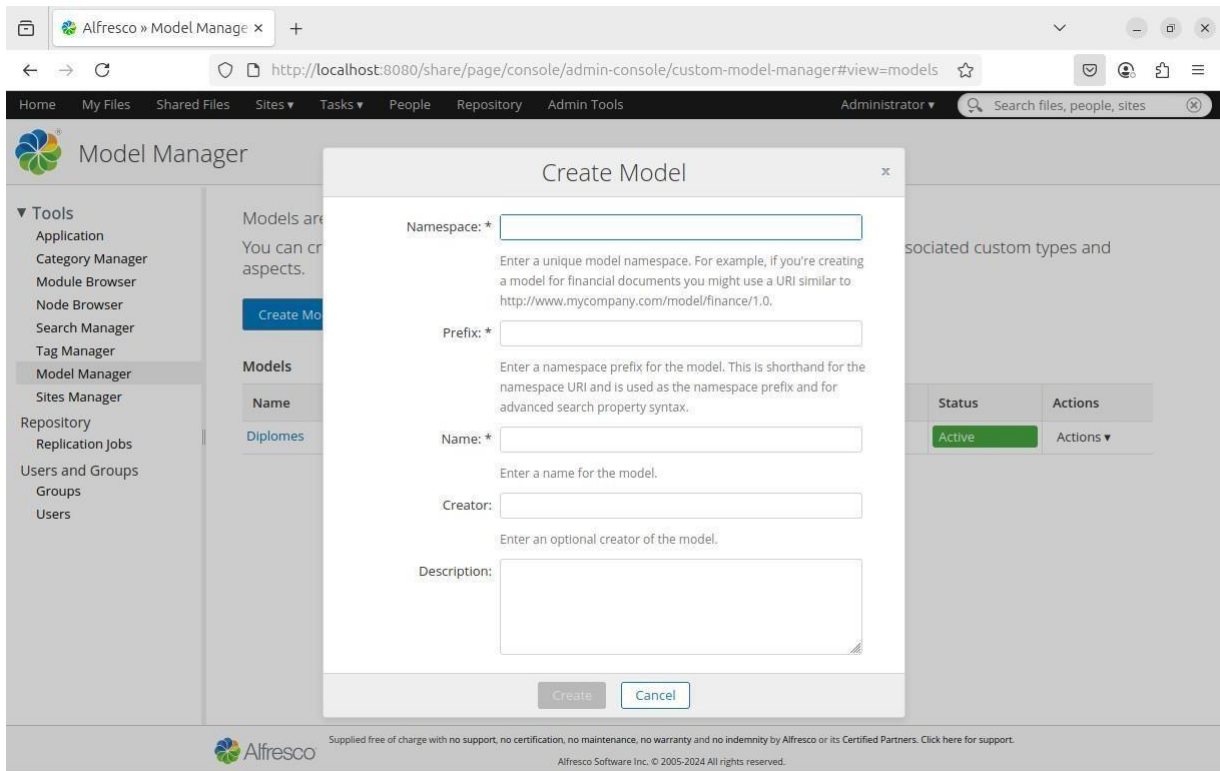 Alfresco » Model Manage
http://localhost:8080/share/page/console/admin-console/custom-model-manager#view=models
Home My Files Shared Files Sites Tasks People Repository Admin Tools Administrator Search files, people, sites
Model Manager
Create Model
Tools
Application
Category Manager
Module Browser
Node Browser
Search Manager
Tag Manager
Model Manager
Sites Manager
Repository
Replication Jobs
Users and Groups
Groups
Users
Models are
You can cr
sociated custom types and
aspects.
Create Mo
Models
Name Status Actions
Diplomes Active Actions
Namespace: *
Enter a unique model namespace. For example, if you're creating
a model for financial documents you might use a URI similar to
http://www.mycompany.com/model/finance/1.0.
Prefix: *
Enter a namespace prefix for the model. This is shorthand for the
namespace URI and is used as the namespace prefix and for
advanced search property syntax.
Name: *
Enter a name for the model.
Creator:
Enter an optional creator of the model.
Description:
Create Cancel
Alfresco
Supplied free of charge with no support, no certification, no maintenance, no warranty and no indemnity by Alfresco or its Certified Partners. Click here for support.
Alfresco Software Inc. © 2005-2024 All rights reserved.